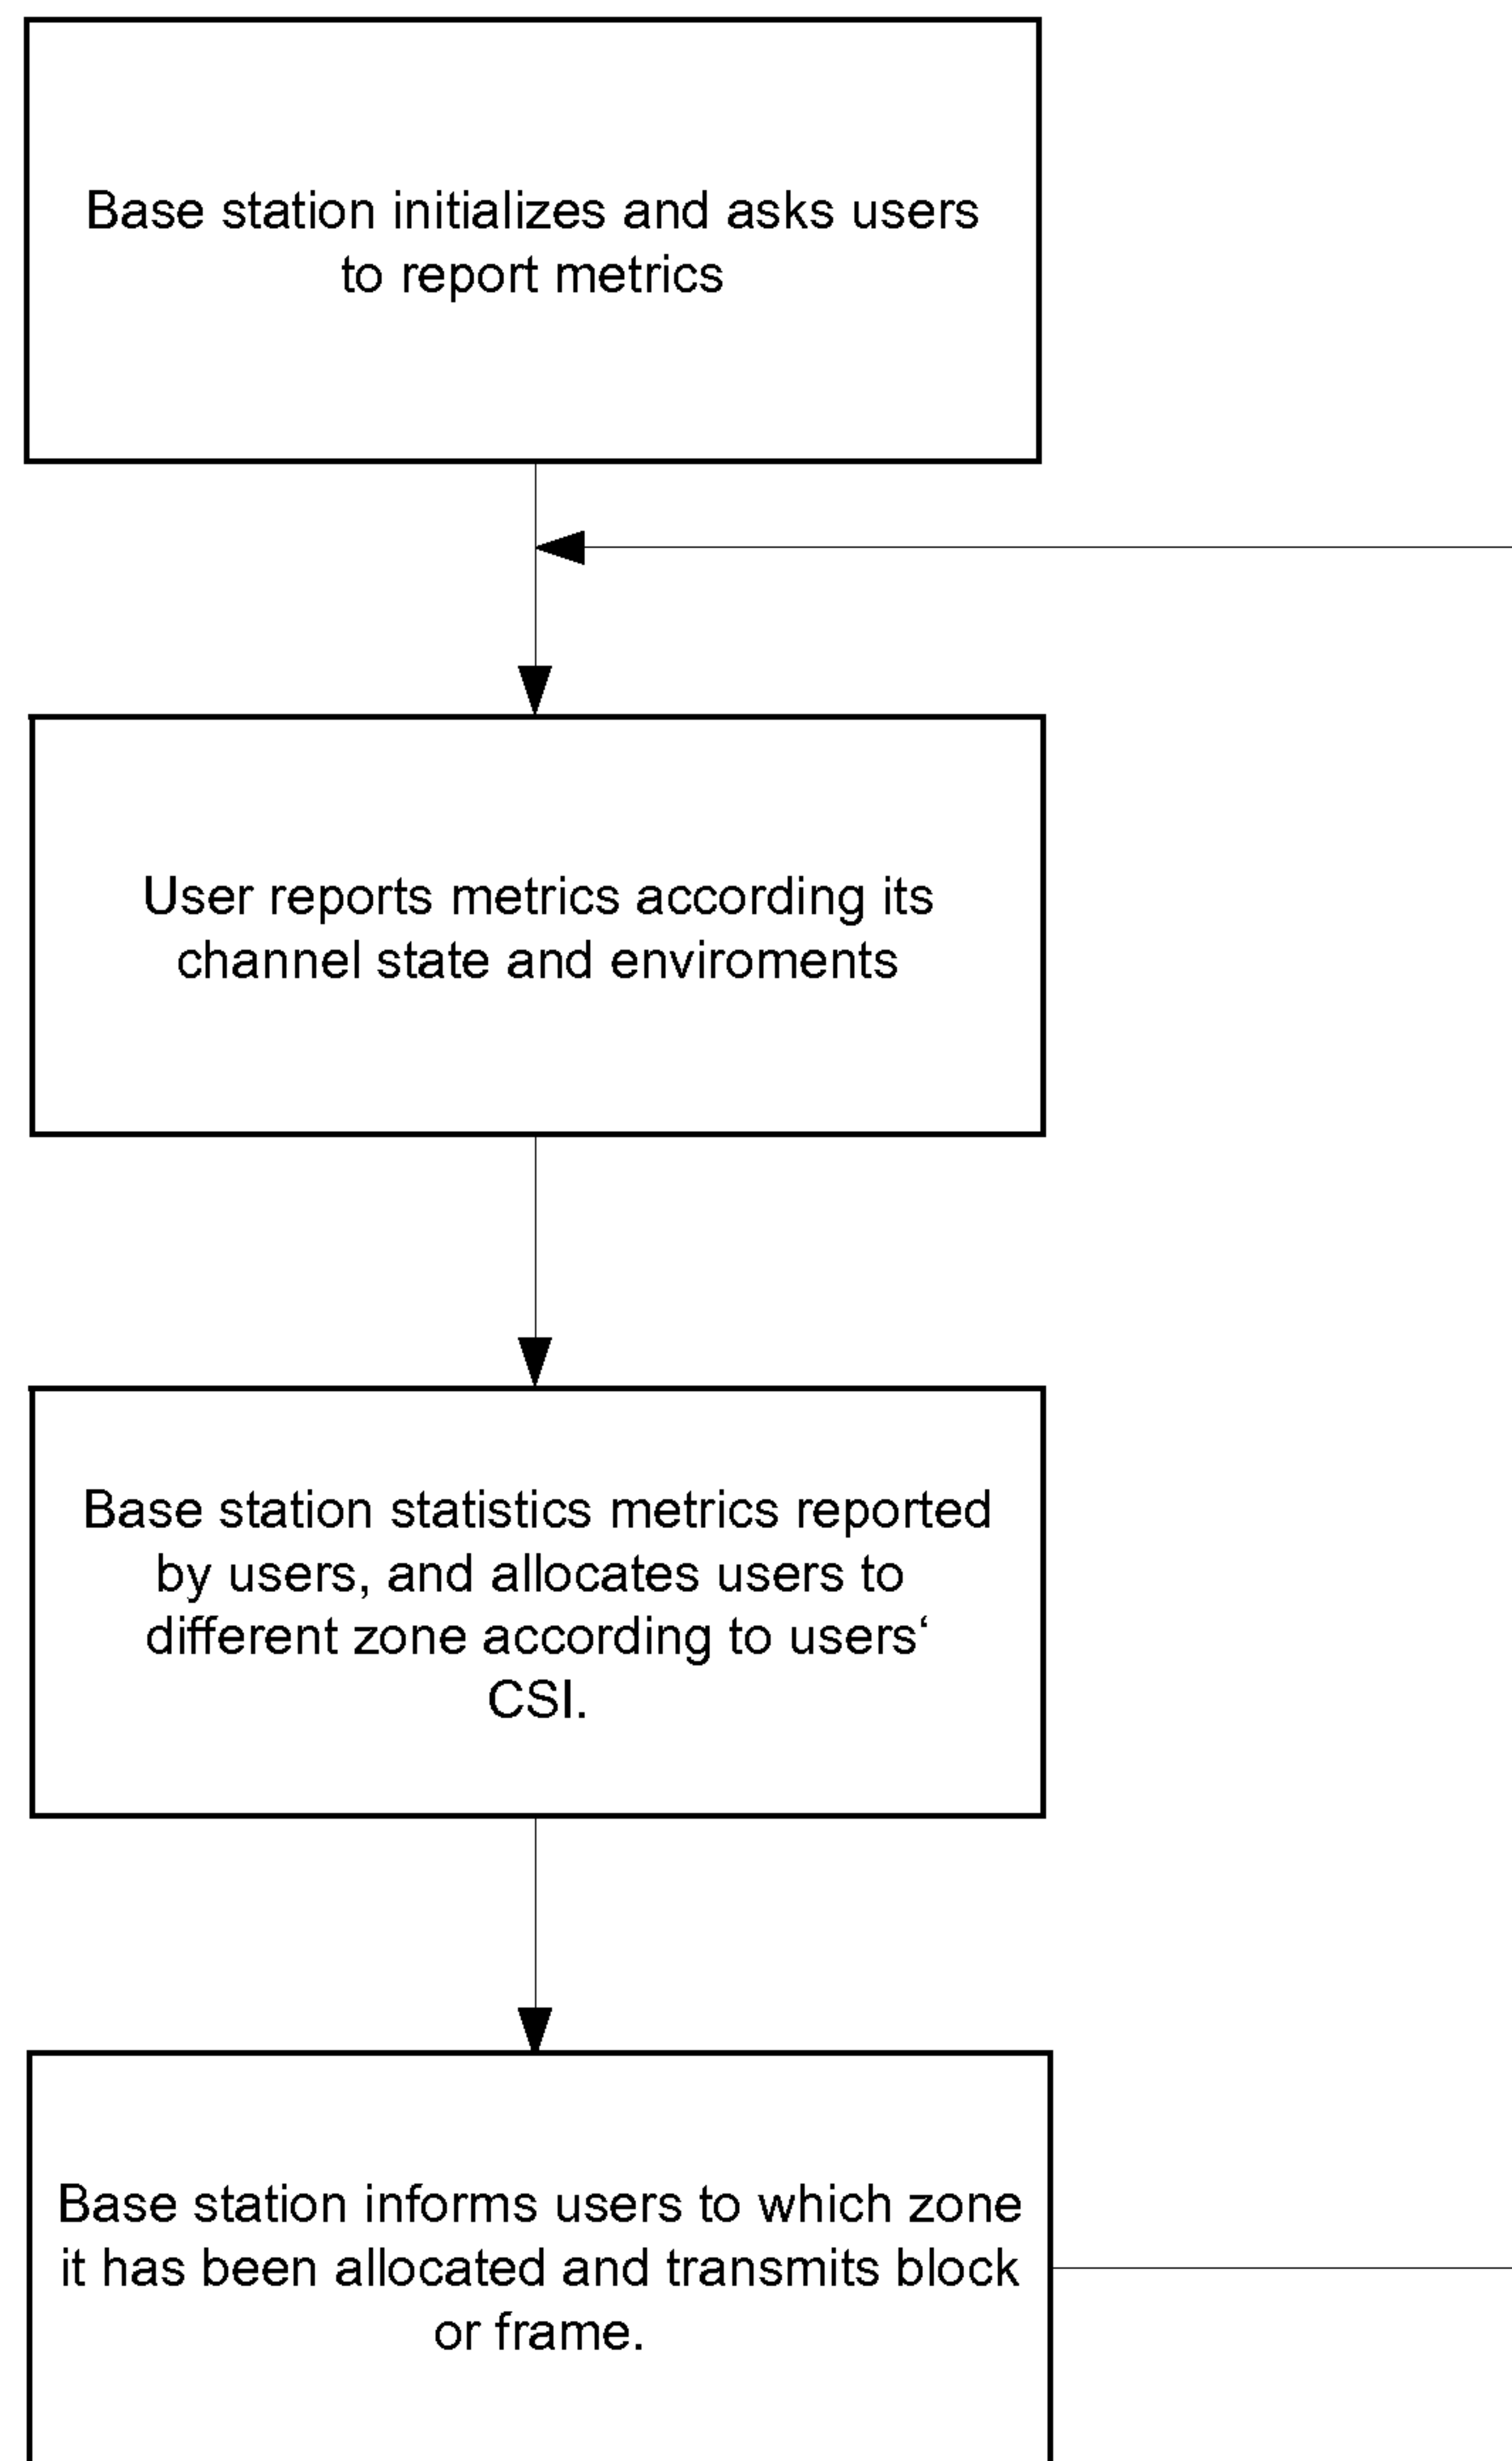 Base station initializes and asks users
to report metrics
User reports metrics according its
channel state and enviroments
Base station statistics metrics reported
by users, and allocates users to
different zone according to users‘
CSI.
Base station informs users to which zone
it has been allocated and transmits block
or frame.